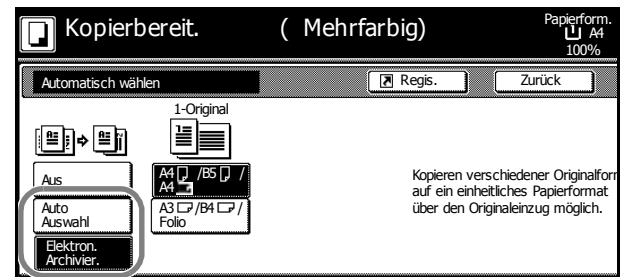 Kopierbereit. ( Mehrfarbig)
Papierform.
A4
100%
Automatisch wählen
Regis.
Zurück
1-Original
Aus
Auto
Auswahl
Elektron.
Archivier.
A4 /B5 /
A4
A3 /B4 /
Folio
Kopieren verschiedener Originalfor
auf ein einheitliches Papierformat
über den Originaleinzug möglich.